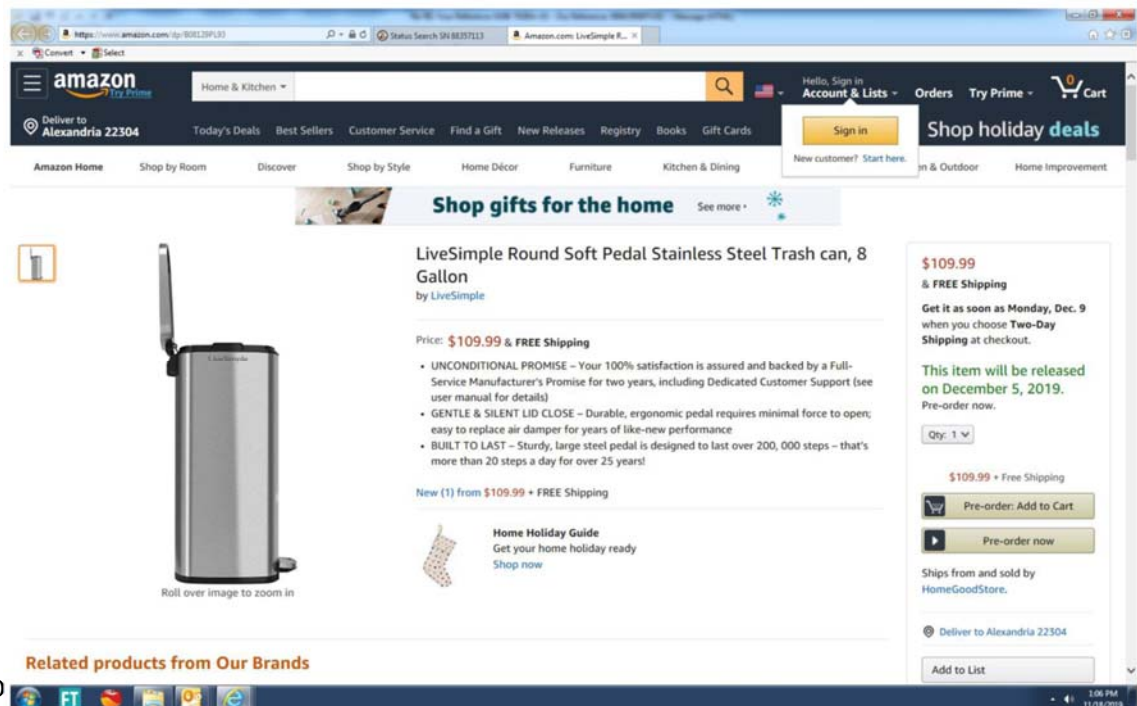 https://www.amazon.com/dp/B08129PL93
Status Search SN 88357113
Amazon.com: LiveSimple R...
x Convert Select
amazon
Try Prime
Home & Kitchen
Hello, Sign in
Account & Lists
Orders
Try Prime
0
Cart
Deliver to
Alexandria 22304
Today's Deals Best Sellers Customer Service Find a Gift New Releases Registry Books Gift Cards
Sign in
Shop holiday deals
New customer? Start here.
Amazon Home Shop by Room Discover Shop by Style Home Décor Furniture Kitchen & Dining n & Outdoor Home Improvement
Shop gifts for the home See more
LiveSimple Round Soft Pedal Stainless Steel Trash can, 8
Gallon
by LiveSimple
Price: $109.99 & FREE Shipping
• UNCONDITIONAL PROMISE – Your 100% satisfaction is assured and backed by a Full-
Service Manufacturer's Promise for two years, including Dedicated Customer Support (see
user manual for details)
• GENTLE & SILENT LID CLOSE – Durable, ergonomic pedal requires minimal force to open;
easy to replace air damper for years of like-new performance
• BUILT TO LAST – Sturdy, large steel pedal is designed to last over 200, 000 steps – that's
more than 20 steps a day for over 25 years!
New (1) from $109.99 + FREE Shipping
Home Holiday Guide
Get your home holiday ready
Shop now
LiveSimple
Roll over image to zoom in
$109.99
& FREE Shipping
Get it as soon as Monday, Dec. 9
when you choose Two-Day
Shipping at checkout.
This item will be released
on December 5, 2019.
Pre-order now.
Qty: 1
$109.99 + Free Shipping
Pre-order: Add to Cart
Pre-order now
Ships from and sold by
HomeGoodStore.
Deliver to Alexandria 22304
Add to List
Related products from Our Brands
FT
1:06 PM
11/18/2019